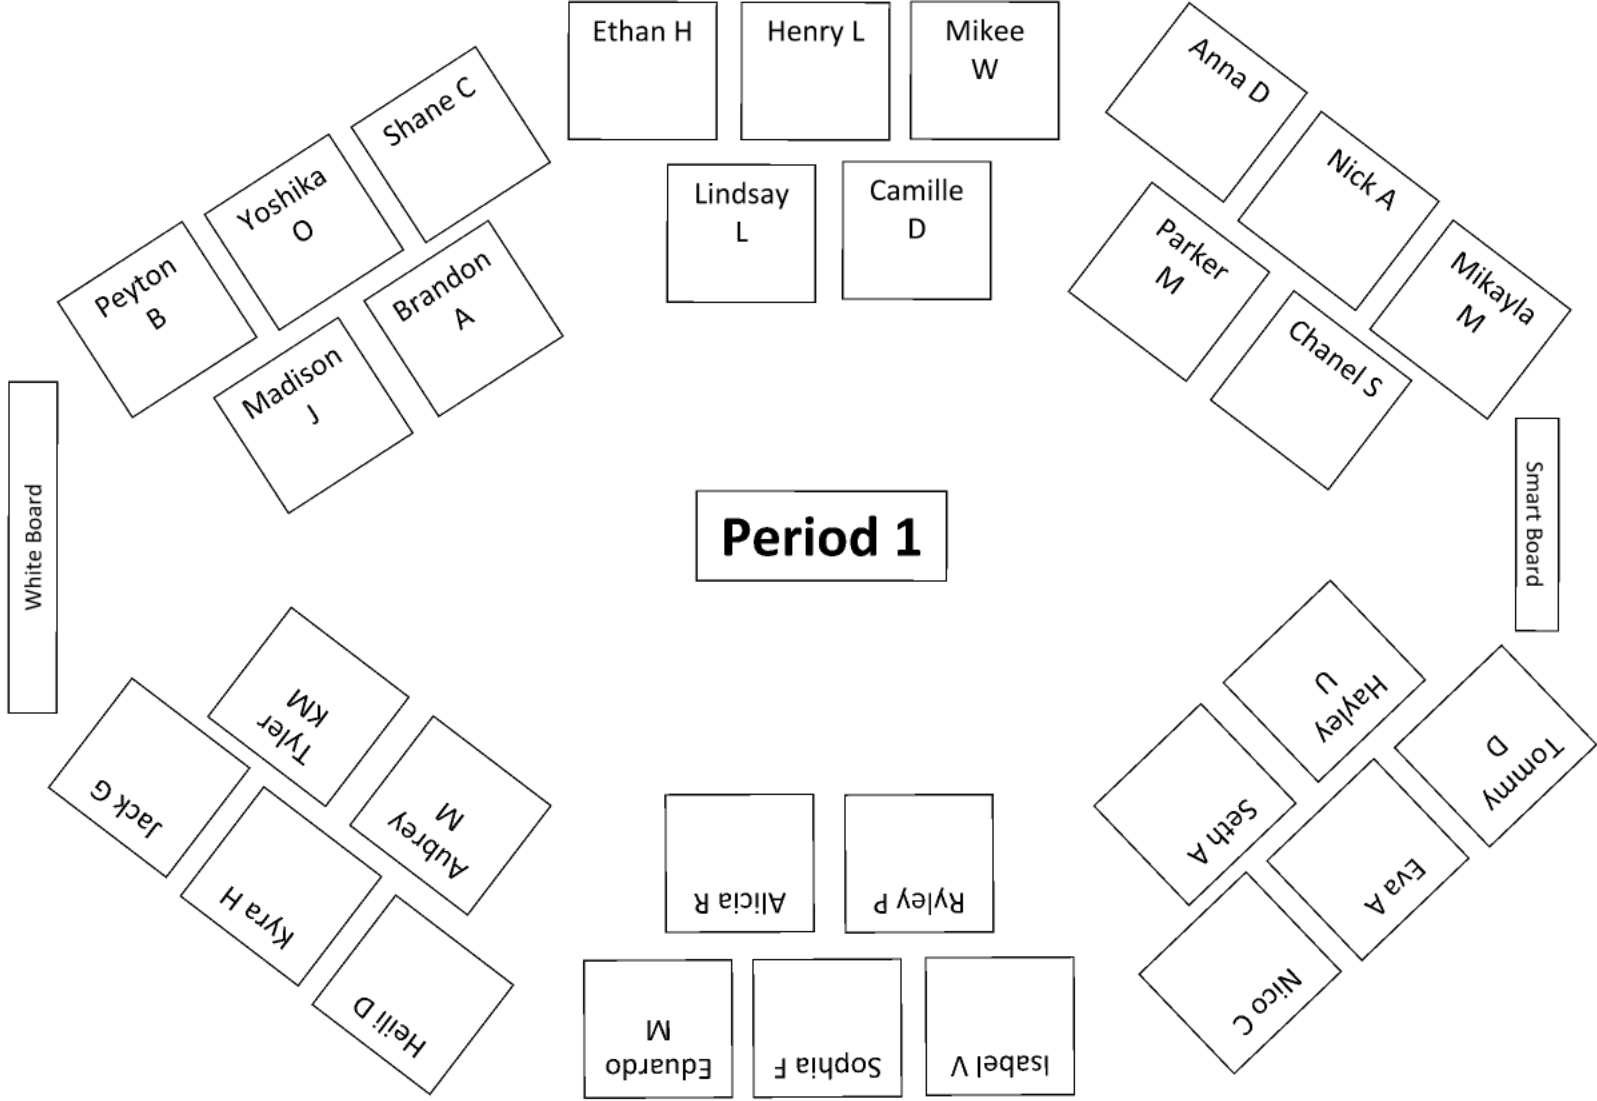 Ethan H
Henry L
Mikee
W
Lindsay
L
Camille
D
Shane C
Yoshika
O
Peyton
B
Brandon
A
Madison
J
Anna D
Nick A
Mikayla
M
Parker
M
Chanel S
White Board
Period 1
Smart Board
Tyler
KM
Aubrey
M
Jack G
Kyra H
Heili D
Alicia R
Ryley P
Eduardo
M
Sophia F
Isabel V
Hayley
U
Seth A
Tommy
D
Eva A
Nico C